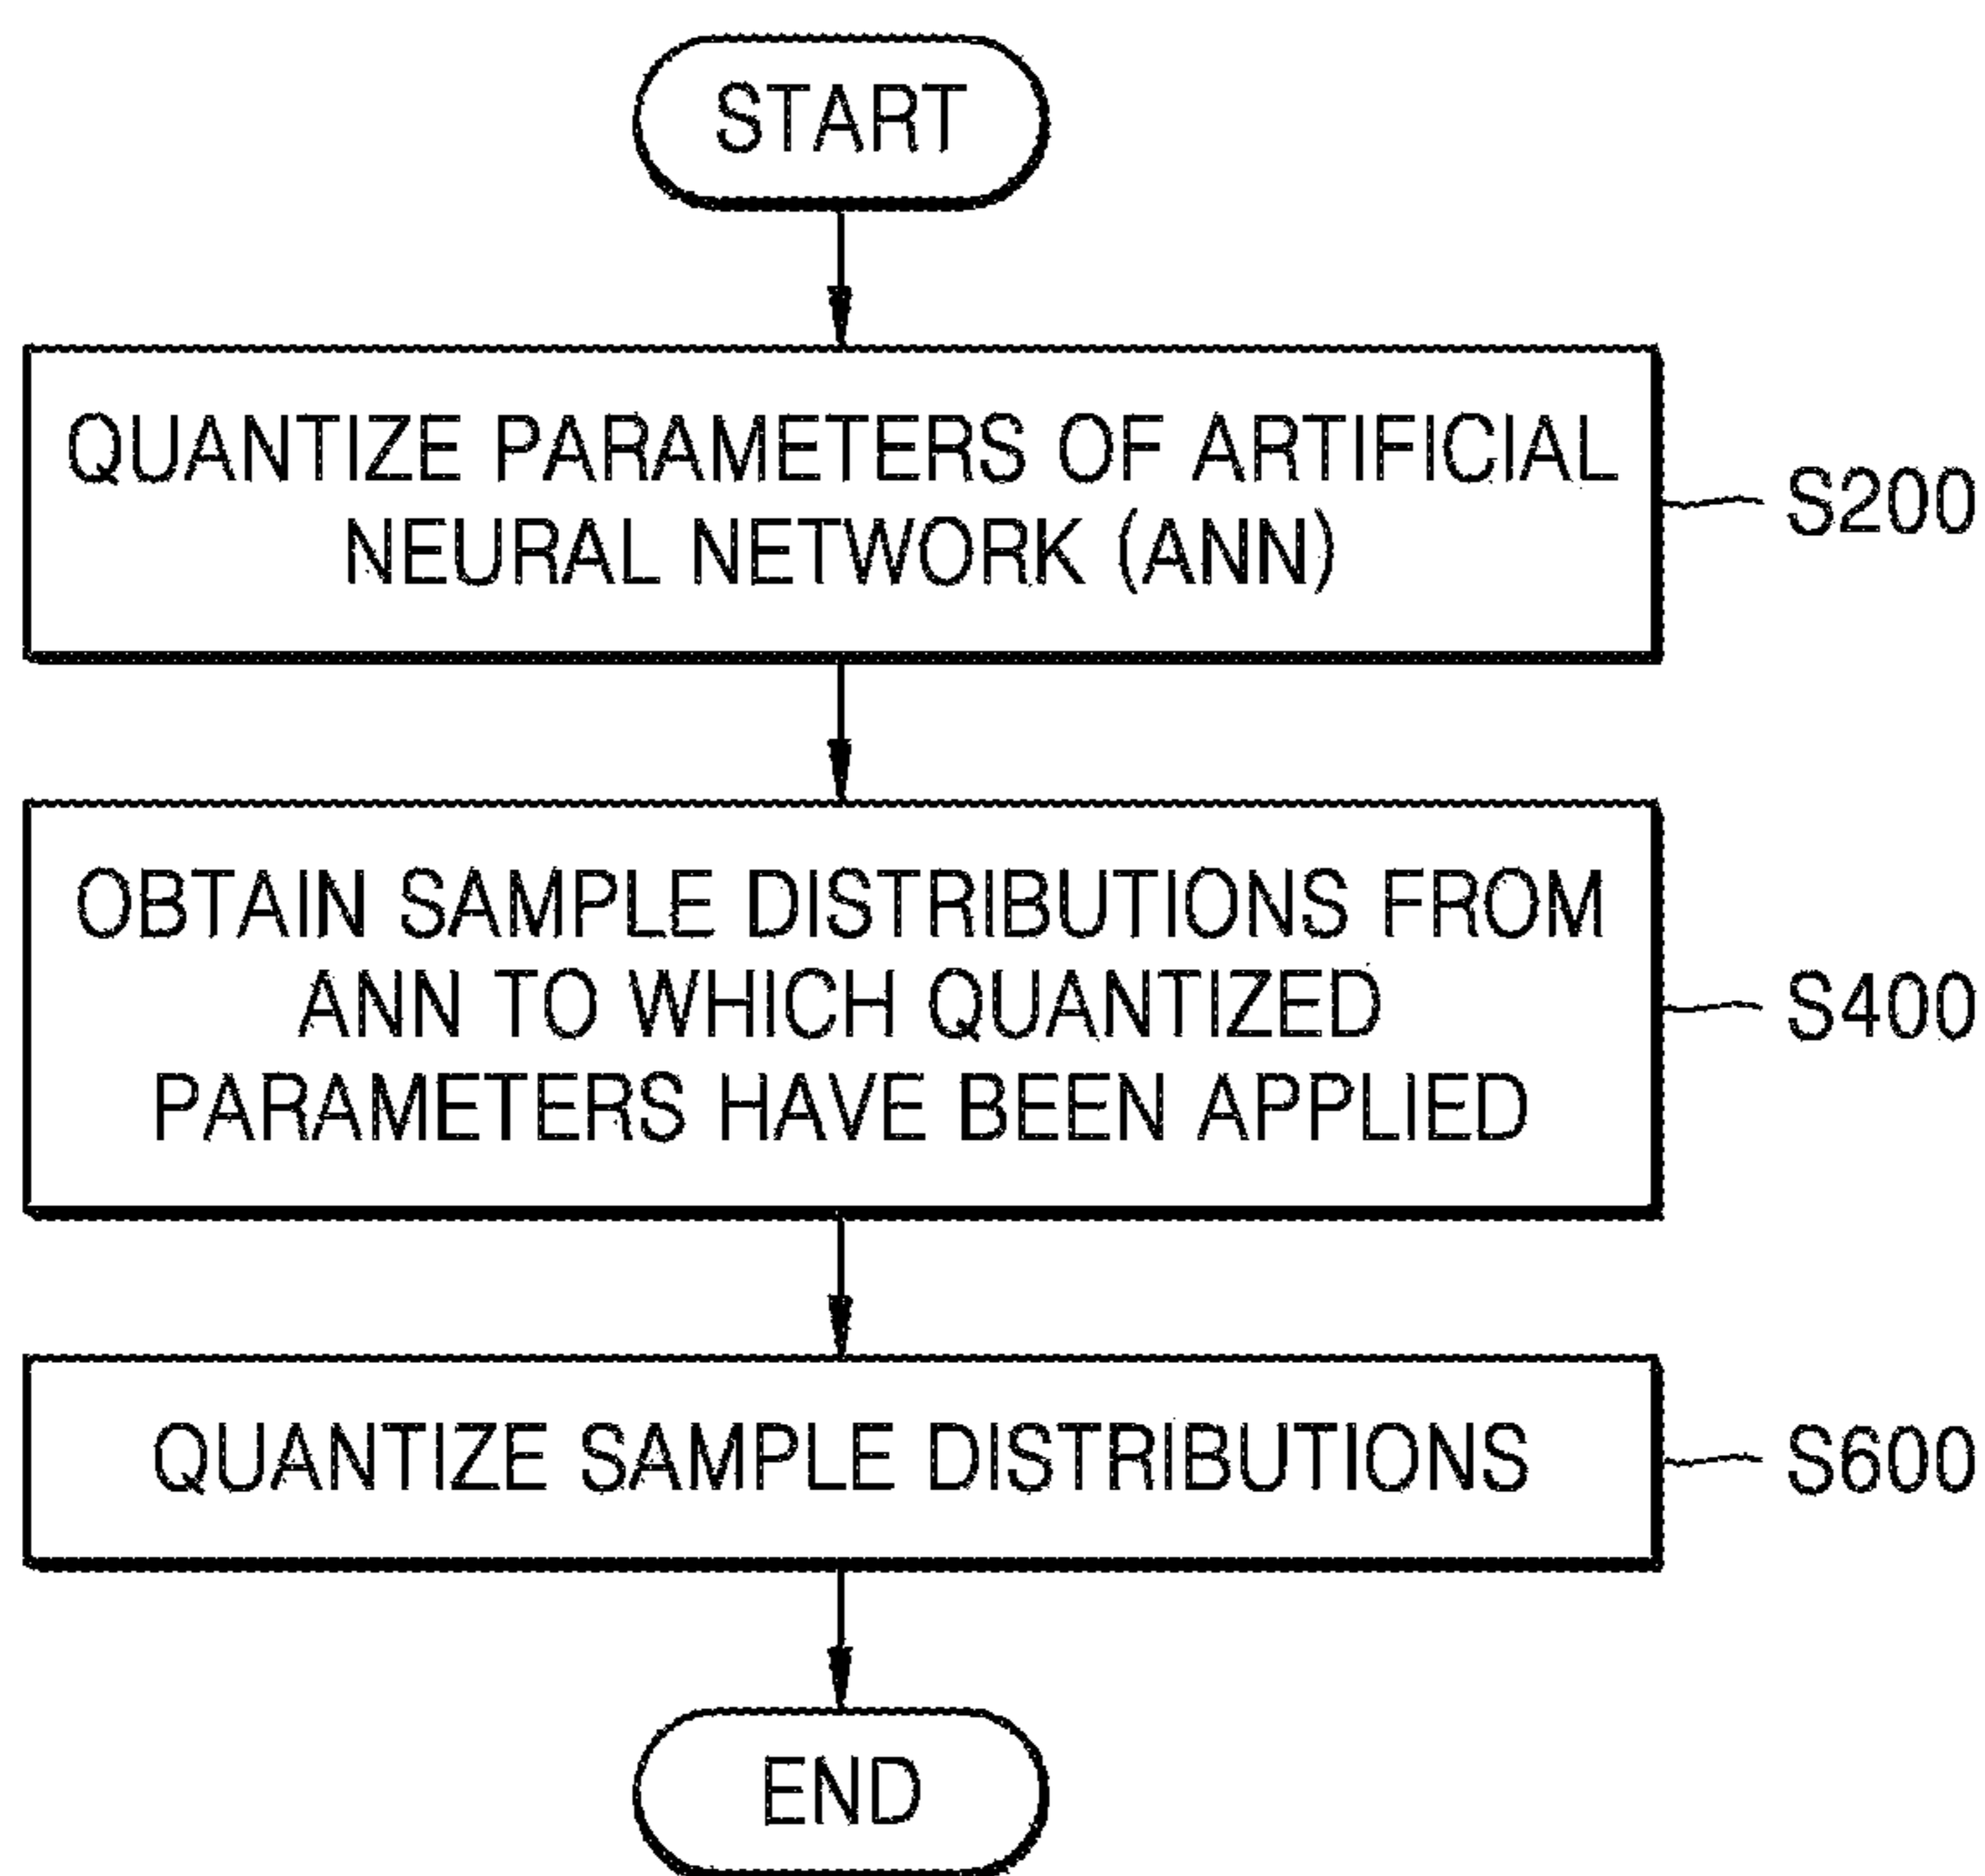 START
QUANTIZE PARAMETERS OF ARTIFICIAL
NEURAL NETWORK (ANN)
S200
OBTAIN SAMPLE DISTRIBUTIONS FROM
ANN TO WHICH QUANTIZED
PARAMETERS HAVE BEEN APPLIED
S400
QUANTIZE SAMPLE DISTRIBUTIONS
S600
END